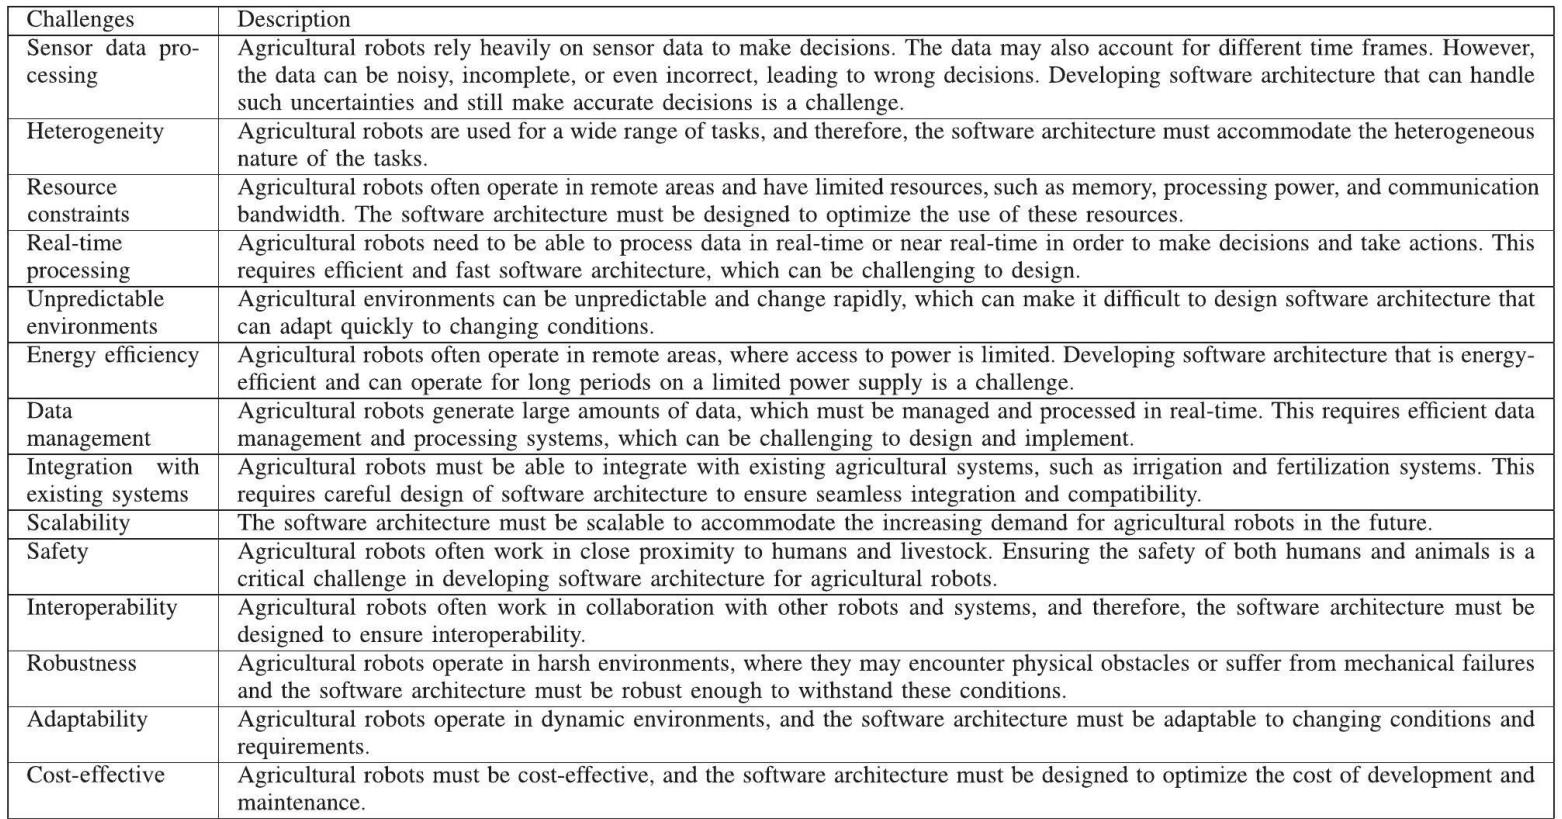 Challenges Description
Sensor data pro- Agricultural robots rely heavily on sensor data to make decisions. The data may also account for different time frames. However,
cessing the data can be noisy, incomplete, or even incorrect, leading to wrong decisions. Developing software architecture that can handle
such uncertainties and still make accurate decisions is a challenge.
Heterogeneity Agricultural robots are used for a wide range of tasks, and therefore, the software architecture must accommodate the heterogeneous
nature of the tasks.
Resource Agricultural robots often operate in remote areas and have limited resources, such as memory, processing power, and communication
constraints bandwidth. The software architecture must be designed to optimize the use of these resources.
Real-time Agricultural robots need to be able to process data in real-time or near real-time in order to make decisions and take actions. This
processing requires efficient and fast software architecture, which can be challenging to design.
Unpredictable Agricultural environments can be unpredictable and change rapidly, which can make it difficult to design software architecture that
environments can adapt quickly to changing conditions.
Energy efficiency Agricultural robots often operate in remote areas, where access to power is limited. Developing software architecture that is energy-
efficient and can operate for long periods on a limited power supply is a challenge.
Data Agricultural robots generate large amounts of data, which must be managed and processed in real-time. This requires efficient data
management management and processing systems, which can be challenging to design and implement.
Integration with Agricultural robots must be able to integrate with existing agricultural systems, such as irrigation and fertilization systems. This
existing systems requires careful design of software architecture to ensure seamless integration and compatibility.
Scalability The software architecture must be scalable to accommodate the increasing demand for agricultural robots in the future.
Safety Agricultural robots often work in close proximity to humans and livestock. Ensuring the safety of both humans and animals is a
critical challenge in developing software architecture for agricultural robots.
Interoperability Agricultural robots often work in collaboration with other robots and systems, and therefore, the software architecture must be
designed to ensure interoperability.
Robustness Agricultural robots operate in harsh environments, where they may encounter physical obstacles or suffer from mechanical failures
and the software architecture must be robust enough to withstand these conditions.
Adaptability Agricultural robots operate in dynamic environments, and the software architecture must be adaptable to changing conditions and
requirements.
Cost-effective Agricultural robots must be cost-effective, and the software architecture must be designed to optimize the cost of development and
maintenance.